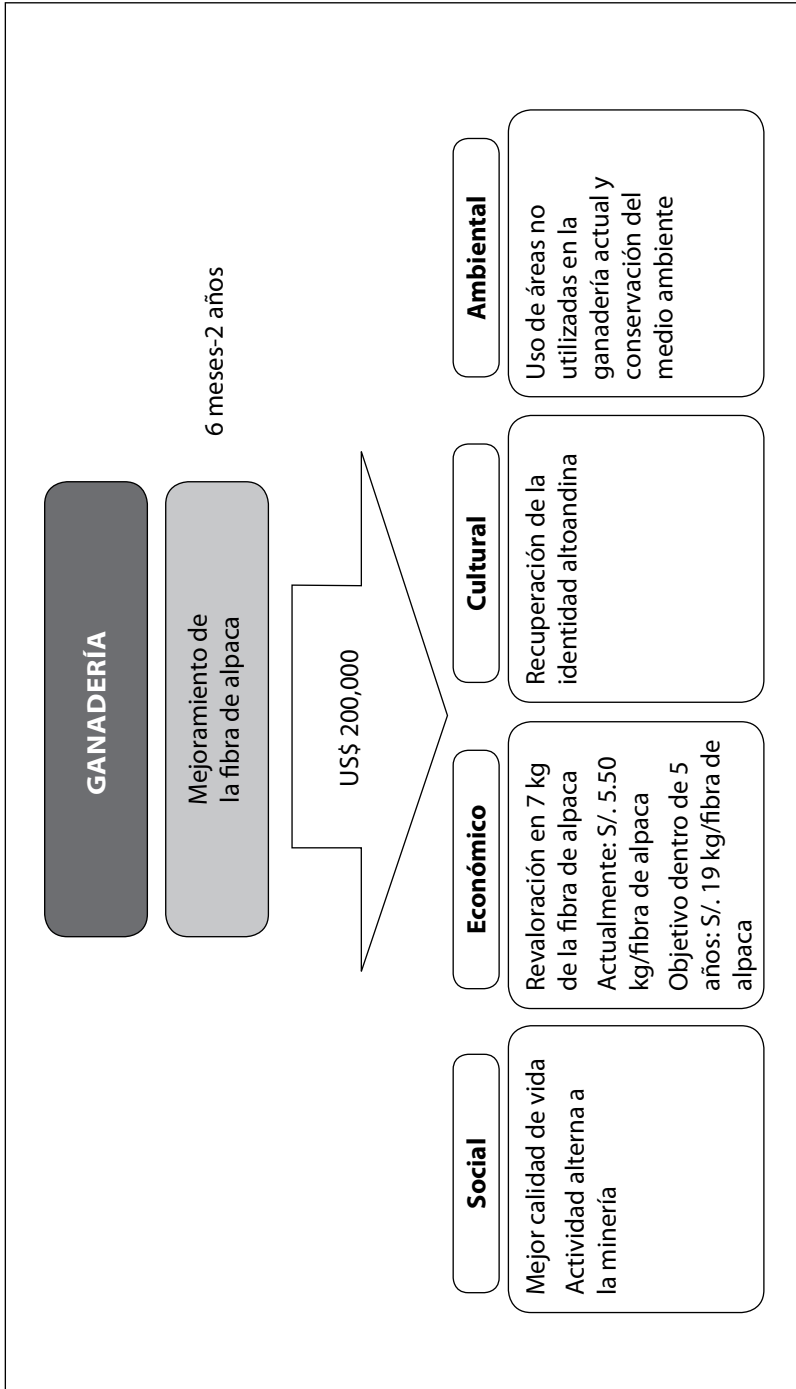 GANADERÍA
Mejoramiento de
la fibra de alpaca
6 meses-2 años
US$ 200,000
Social
Mejor calidad de vida
Actividad alterna a
la minería
Económico
Revaloración en 7 kg
de la fibra de alpaca
Actualmente: S/. 5.50
kg/fibra de alpaca
Objetivo dentro de 5
años: S/. 19 kg/fibra de
alpaca
Cultural
Recuperación de la
identidad altoandina
Ambiental
Uso de áreas no
utilizadas en la
ganadería actual y
conservación del
medio ambiente